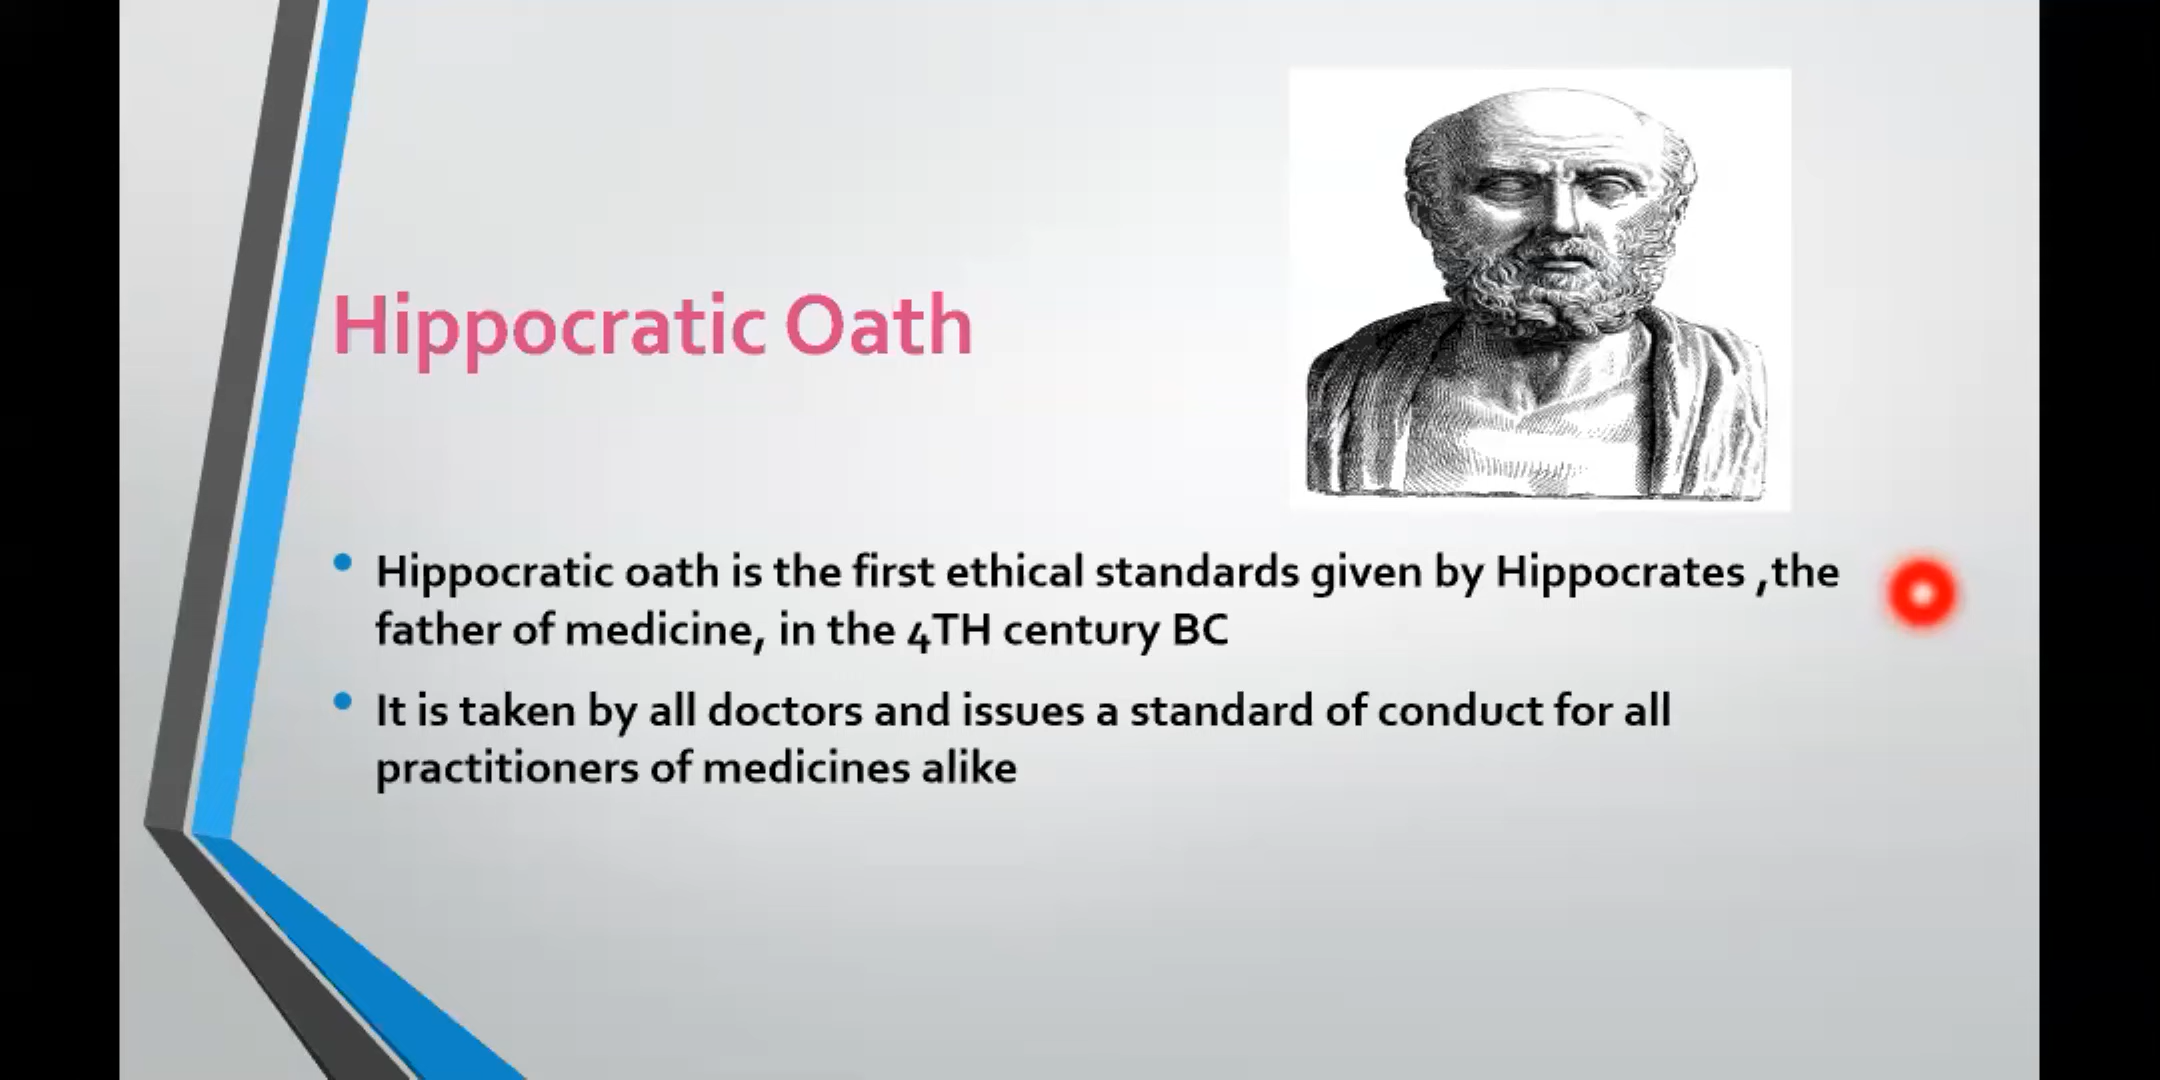 Hippocratic Oath
• Hippocratic oath is the first ethical standards given by Hippocrates ,the
father of medicine, in the 4TH century BC
• It is taken by all doctors and issues a standard of conduct for all
practitioners of medicines alike